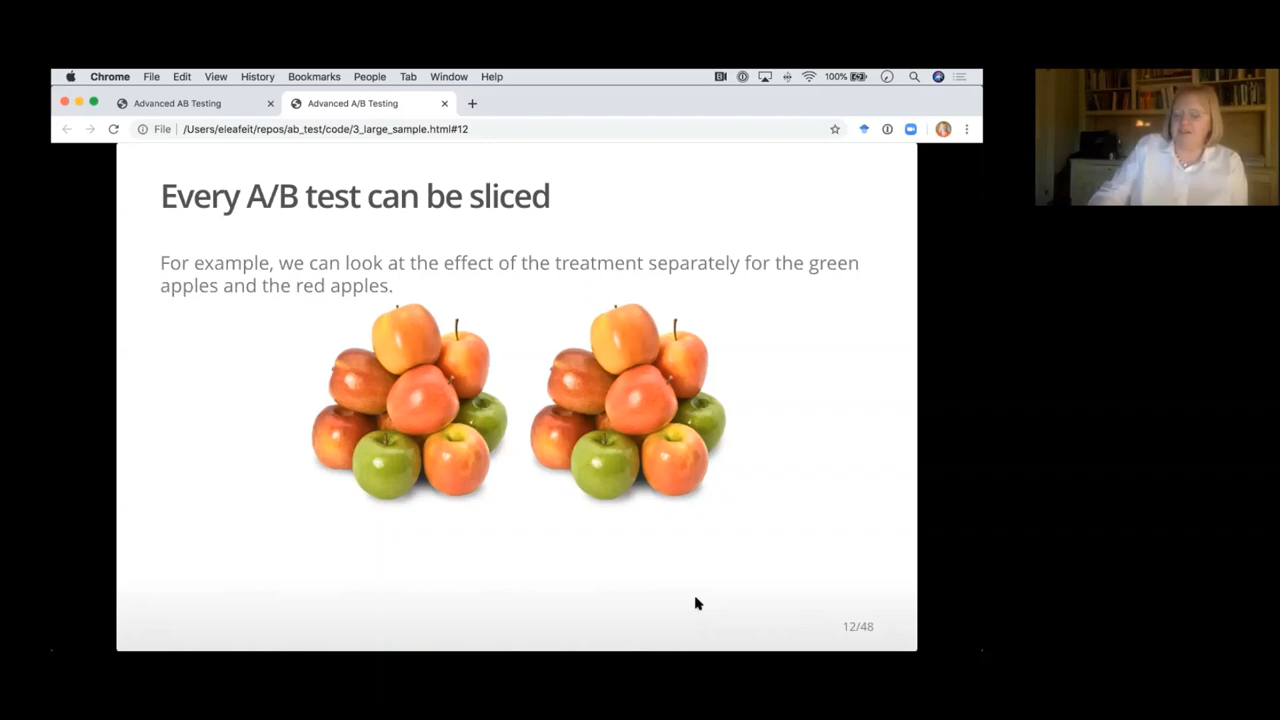 Chrome File Edit View History Bookmarks People Tab Window Help 100%
Advanced AB Testing Advanced A/B Testing
File /Users/eleafeit/repos/ab_test/code/3_large_sample.html#12
Every A/B test can be sliced
For example, we can look at the effect of the treatment separately for the green
apples and the red apples.
12/48